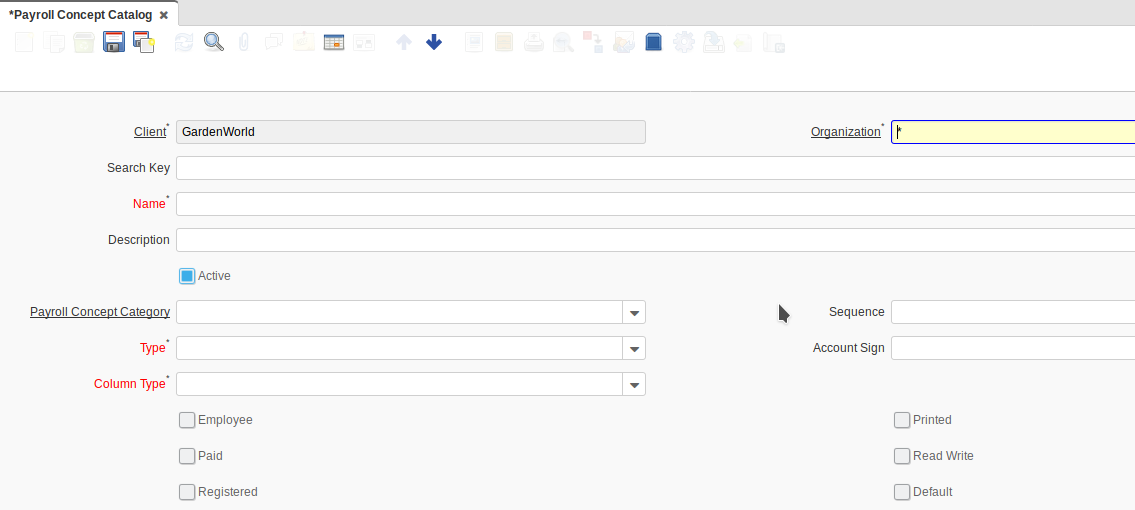 *Payroll Concept Catalog
Client* GardenWorld Organization* *
Search Key
Name*
Description
Active
Payroll Concept Category Sequence
Type* Account Sign
Column Type*
Employee Printed
Paid Read Write
Registered Default